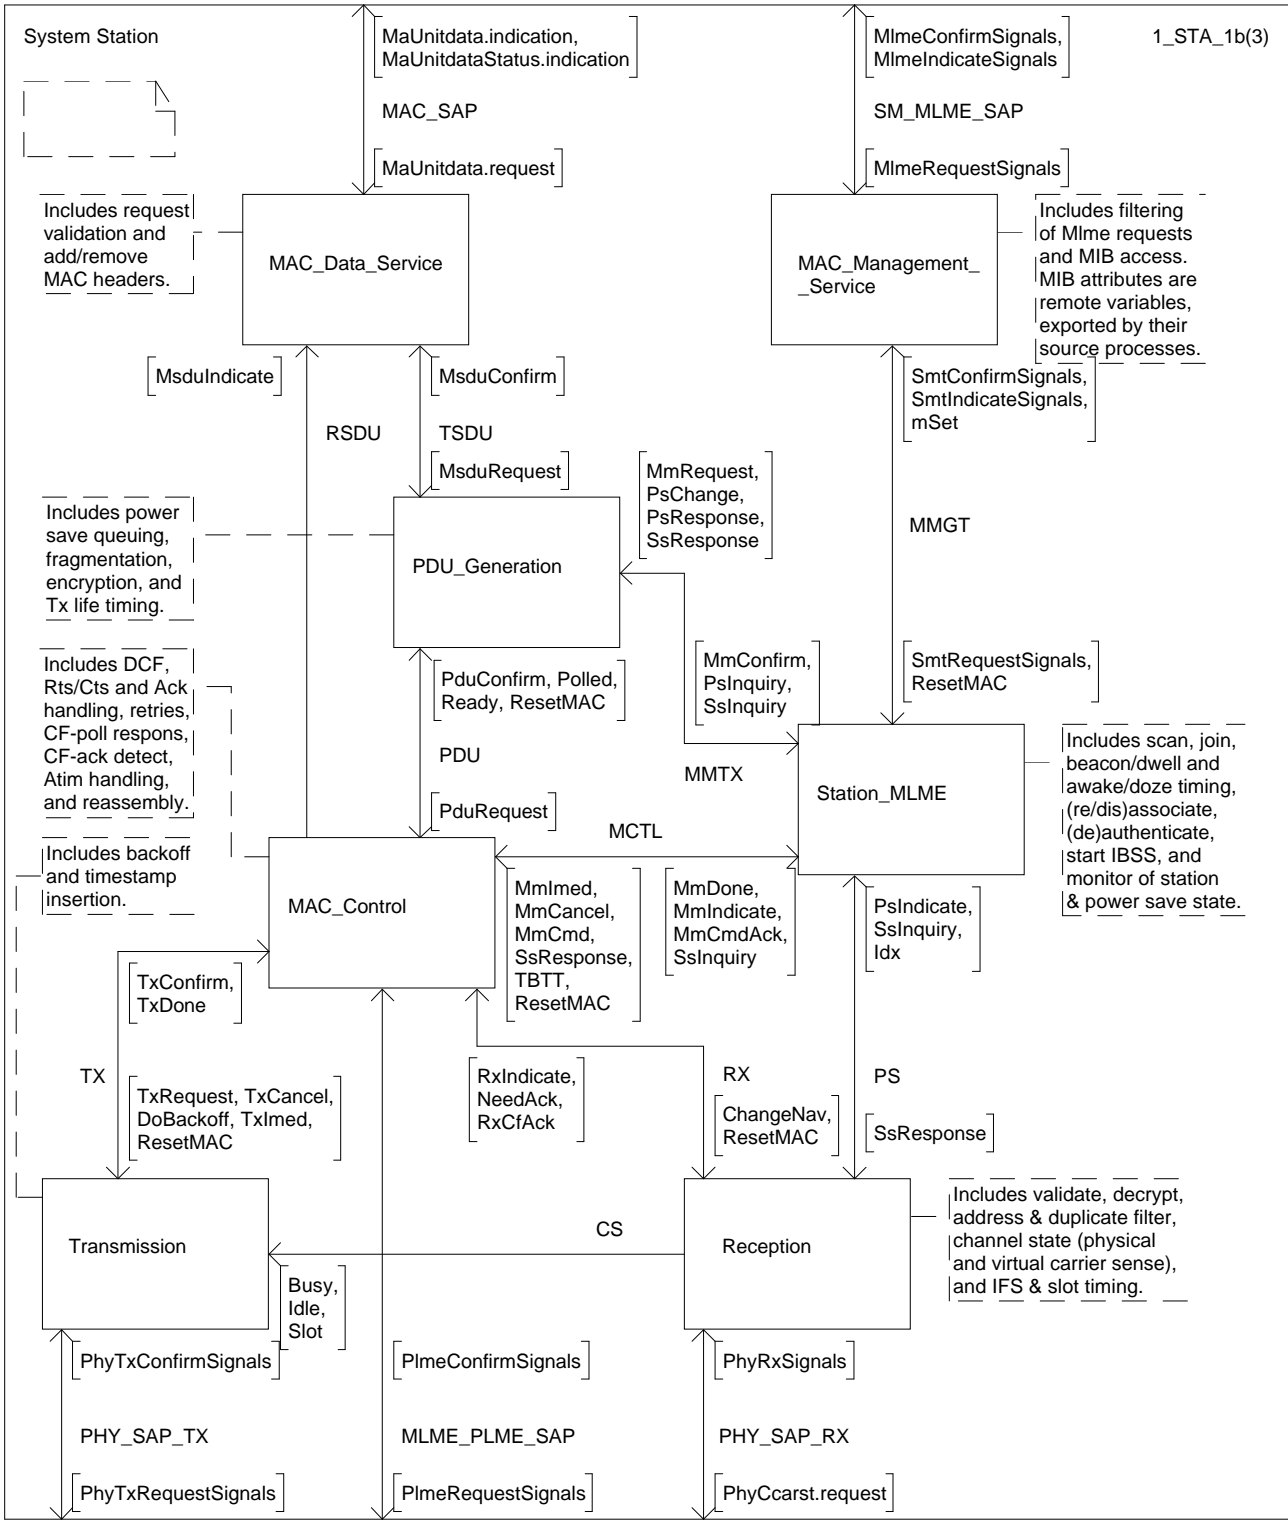 System Station
1_STA_1b(3)
MaUnitdata.indication,
MaUnitdataStatus.indication
MAC_SAP
MaUnitdata.request
MlmeConfirmSignals,
MlmeIndicateSignals
SM_MLME_SAP
MlmeRequestSignals
Includes request
validation and
add/remove
MAC headers.
MAC_Data_Service
MAC_Management_
_Service
Includes filtering
of Mlme requests
and MIB access.
MIB attributes are
remote variables,
exported by their
source processes.
MsduIndicate
MsduConfirm
RSDU
TSDU
MsduRequest
SmtConfirmSignals,
SmtIndicateSignals,
mSet
MMGT
SmtRequestSignals,
ResetMAC
Includes power
save queuing,
fragmentation,
encryption, and
Tx life timing.
PDU_Generation
MmRequest,
PsChange,
PsResponse,
SsResponse
MmConfirm,
PsInquiry,
SsInquiry
MMTX
Includes DCF,
Rts/Cts and Ack
handling, retries,
CF-poll respons,
CF-ack detect,
Atim handling,
and reassembly.
PduConfirm, Polled,
Ready, ResetMAC
PDU
PduRequest
Station_MLME
Includes scan, join,
beacon/dwell and
awake/doze timing,
(re/dis)associate,
(de)authenticate,
start IBSS, and
monitor of station
& power save state.
MCTL
Includes backoff
and timestamp
insertion.
MAC_Control
MmImed,
MmCancel,
MmCmd,
SsResponse,
TBTT,
ResetMAC
MmDone,
MmIndicate,
MmCmdAck,
SsInquiry
PsIndicate,
SsInquiry,
Idx
TxConfirm,
TxDone
TX
TxRequest, TxCancel,
DoBackoff, TxImed,
ResetMAC
RxIndicate,
NeedAck,
RxCfAck
RX
ChangeNav,
ResetMAC
PS
SsResponse
Transmission
CS
Busy,
Idle,
Slot
Reception
Includes validate, decrypt,
address & duplicate filter,
channel state (physical
and virtual carrier sense),
and IFS & slot timing.
PhyTxConfirmSignals
PHY_SAP_TX
PhyTxRequestSignals
PlmeConfirmSignals
MLME_PLME_SAP
PlmeRequestSignals
PhyRxSignals
PHY_SAP_RX
PhyCcarst.request